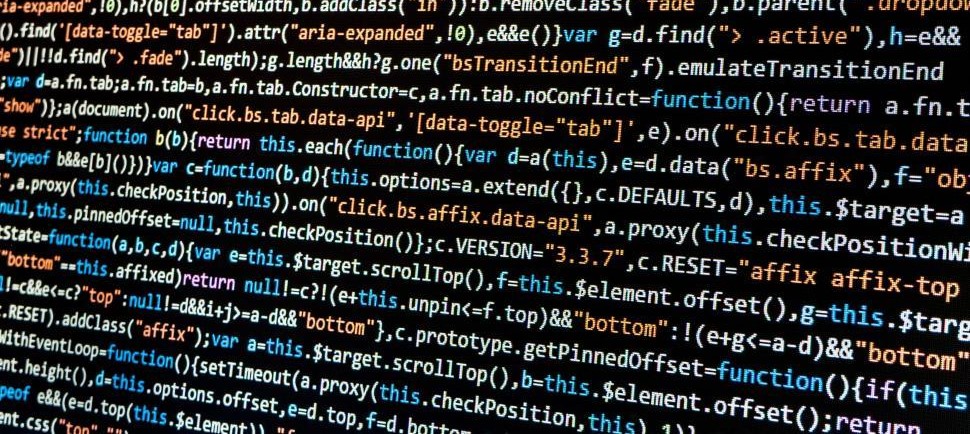 ia-expanded",!0),h?(b[0].offsetWidth,b.addClass("in")):b.removeClass("fade"),b.parent(".dropdow
().find('[data-toggle="tab"]').attr("aria-expanded",!0),e&&e()}var g=d.find("> .active"),h=e&&
de")||!!d.find("> .fade").length);g.length&&h?g.one("bsTransitionEnd",f).emulateTransitionEnd
;var d=a.fn.tab;a.fn.tab=b,a.fn.tab.Constructor=c,a.fn.tab.noConflict=function(){return a.fn.t
"show")};a(document).on("click.bs.tab.data-api",'[data-toggle="tab"]',e).on("click.bs.tab.data
se strict";function b(b){return this.each(function(){var d=a(this),e=d.data("bs.affix"),f="ob
=typeof b&&e[b]()})}var c=function(b,d){this.options=a.extend({},c.DEFAULTS,d),this.$target=a
",a.proxy(this.checkPosition,this)).on("click.bs.affix.data-api",a.proxy(this.checkPositionWi
null,this.pinnedOffset=null,this.checkPosition()};c.VERSION="3.3.7",c.RESET="affix affix-top
tState=function(a,b,c,d){var e=this.$target.scrollTop(),f=this.$element.offset(),g=this.$targ
"bottom"==this.affixed)return null!=c?!(e+this.unpin<=f.top)&&"bottom":!(e+g<=a-d)&&"bottom"
l!=c&&e<=c?"top":null!=d&&i+j>=a-d&&"bottom"},c.prototype.getPinnedOffset=function(){if(this
.RESET).addClass("affix");var a=this.$target.scrollTop(),b=this.$element.offset();return
WithEventLoop=function(){setTimeout(a.proxy(this.checkPosition,this),1)}
ent.height(),d=this.options.offset,e=d.top,f=d.bottom
peof e&&(e=d.top(this.$element)),
ent.css("top","")